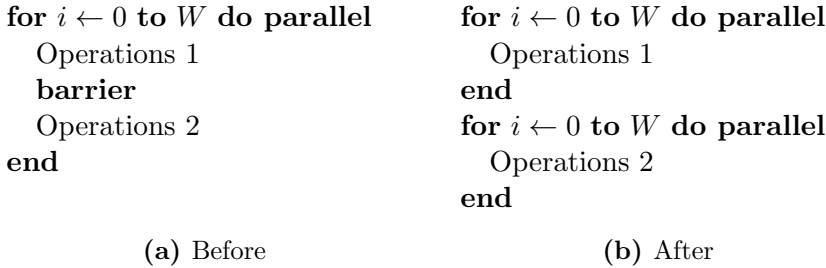 for i ← 0 to W do parallel
Operations 1
barrier
Operations 2
end
(a) Before
for i ← 0 to W do parallel
Operations 1
end
for i ← 0 to W do parallel
Operations 2
end
(b) After